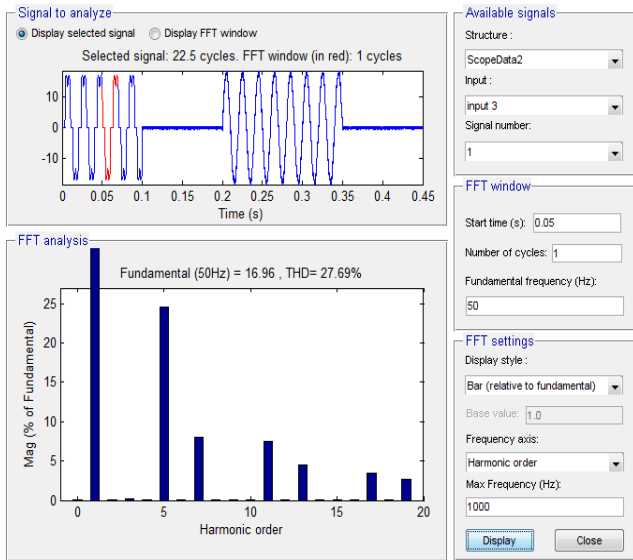 Signal to analyze
Display selected signal Display FFT window
Selected signal: 22.5 cycles. FFT window (in red): 1 cycles
10
0
-10
0 0.05 0.1 0.15 0.2 0.25 0.3 0.35 0.4 0.45
Time (s)
FFT analysis
Fundamental (50Hz) = 16.96 , THD= 27.69%
25
20
15
10
5
0
0 5 10 15 20
Mag (% of Fundamental)
Harmonic order
Available signals
Structure :
ScopeData2
Input :
input 3
Signal number:
1
FFT window
Start time (s): 0.05
Number of cycles: 1
Fundamental frequency (Hz):
50
FFT settings
Display style :
Bar (relative to fundamental)
Base value: 1.0
Frequency axis:
Harmonic order
Max Frequency (Hz):
1000
Display Close